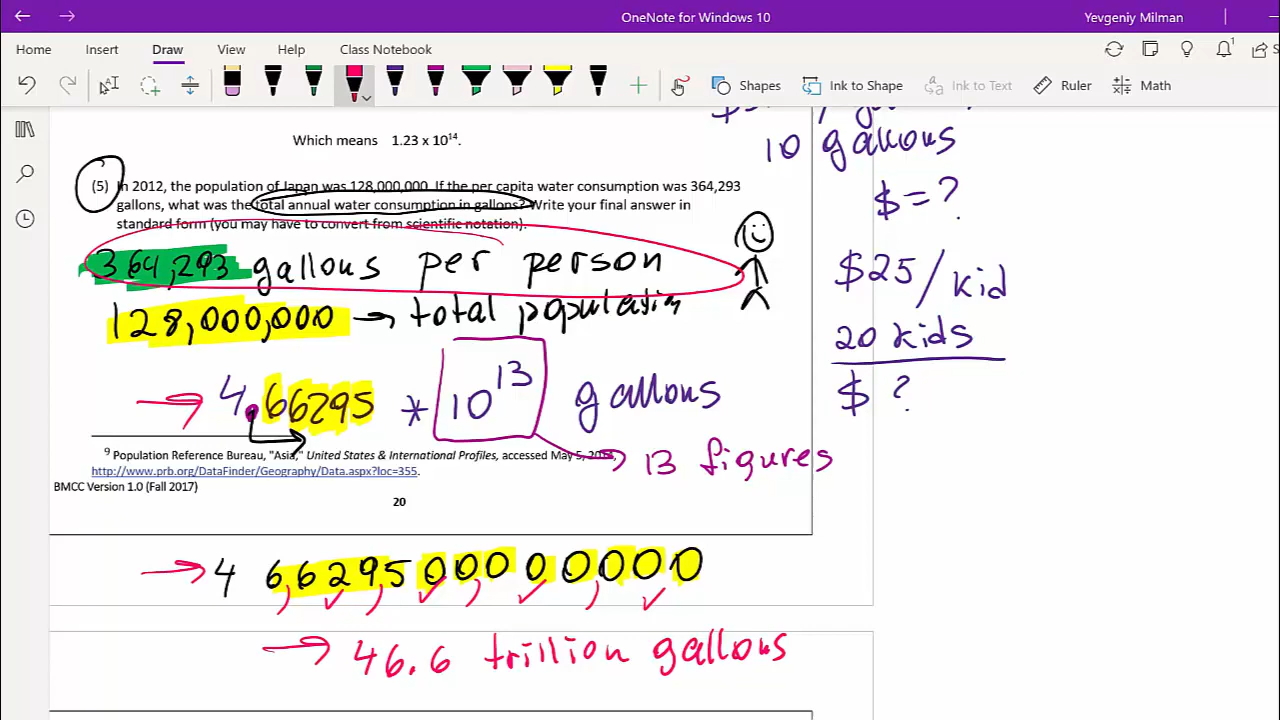 OneNote for Windows 10
Yevgeniy Milman
Home Insert Draw View Help Class Notebook
Shapes Ink to Shape Ink to Text Ruler Math
Which means 1.23 x 10¹⁴.
(5) In 2012, the population of Japan was 128,000,000. If the per capita water consumption was 364,293
gallons, what was the total annual water consumption in gallons? Write your final answer in
standard form (you may have to convert from scientific notation).
364,293 gallons per person
128,000,000 → total population
→ 4.66295 * 10¹³ gallons
→ 13 figures
⁹ Population Reference Bureau, "Asia," United States & International Profiles, accessed May 5,
http://www.prb.org/DataFinder/Geography/Data.aspx?loc=355.
BMCC Version 1.0 (Fall 2017)
20
→ 4 6 6 2 9 5 0 0 0 0 0 0 0 0
→ 46.6 trillion gallons
10 gallons
$ = ?
$25/kid
20 kids
$ ?